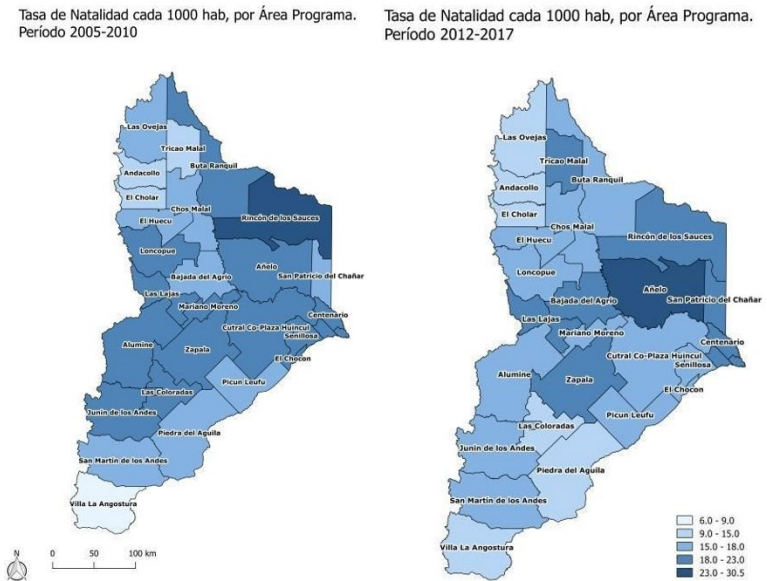 Tasa de Natalidad cada 1000 hab, por Área Programa.
Período 2005-2010
Las Ovejas
Tricao Malal
Andacollo
Buta Ranquil
El Cholar
Chos Malal
El Huecu
Rincón de los Sauces
Loncopue
Bajada del Agrio
Añelo
San Patricio del Chañar
Las Lajas
Mariano Moreno
Centenario
Cutral Co-Plaza Huincul
Senillosa
Alumine
Zapala
El Chocon
Picun Leufu
Las Coloradas
Junin de los Andes
Piedra del Aguila
San Martin de los Andes
Villa La Angostura
N
0 50 100 km
Tasa de Natalidad cada 1000 hab, por Área Programa.
Período 2012-2017
Las Ovejas
Tricao Malal
Buta Ranquil
Andacollo
El Cholar
Chos Malal
El Huecu
Rincón de los Sauces
Loncopue
Añelo
Bajada del Agrio
San Patricio del Chañar
Las Lajas
Mariano Moreno
Centenario
Cutral Co-Plaza Huincul
Senillosa
Alumine
Zapala
El Chocon
Picun Leufu
Las Coloradas
Junin de los Andes
Piedra del Aguila
San Martin de los Andes
Villa La Angostura
6.0 - 9.0
9.0 - 15.0
15.0 - 18.0
18.0 - 23.0
23.0 - 30.5